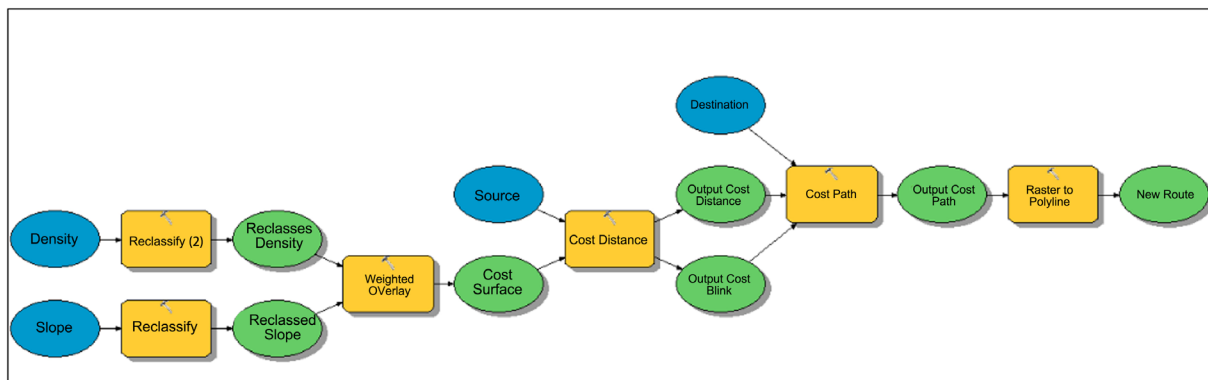 Destination
Source
Output Cost
Distance
Cost Path
Output Cost
Path
Raster to
Polyline
New Route
Density
Reclassify (2)
Reclasses
Density
Cost Distance
Weighted
OVerlay
Cost
Surface
Output Cost
Blink
Slope
Reclassify
Reclassed
Slope